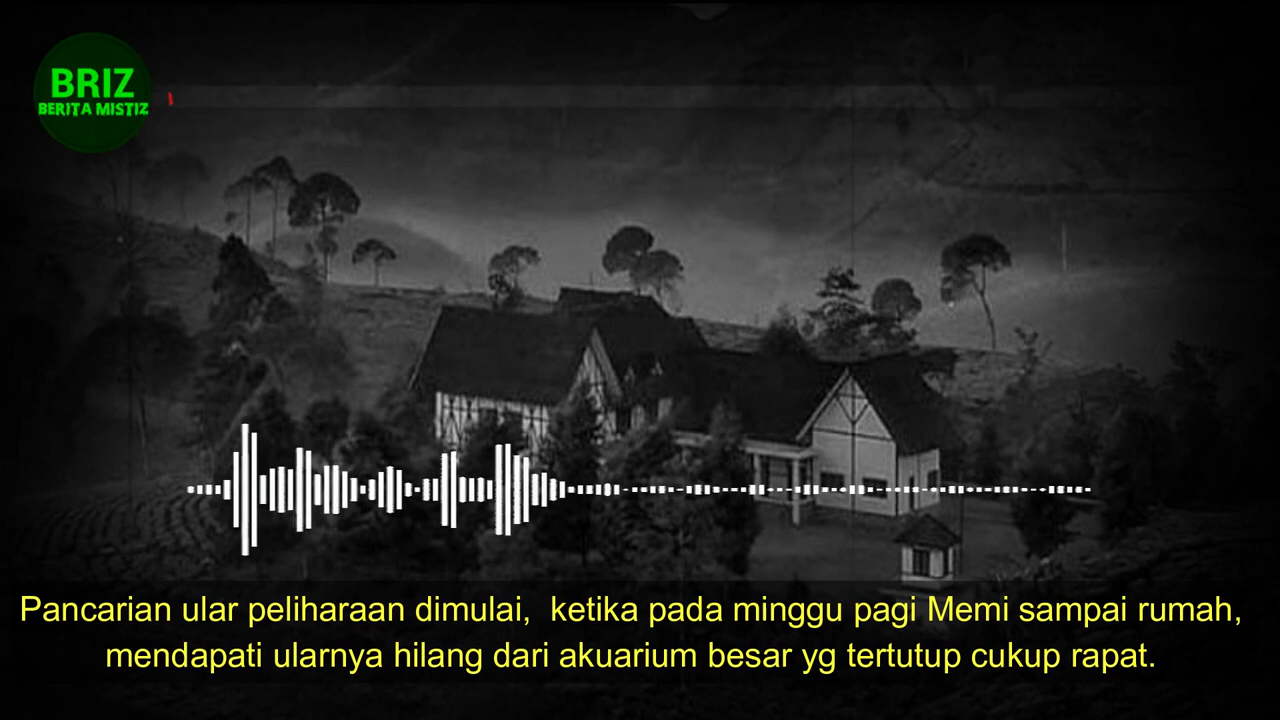 BRIZ
BERITA MISTIZ
Pancarian ular peliharaan dimulai,  ketika pada minggu pagi Memi sampai rumah,
mendapati ularnya hilang dari akuarium besar yg tertutup cukup rapat.